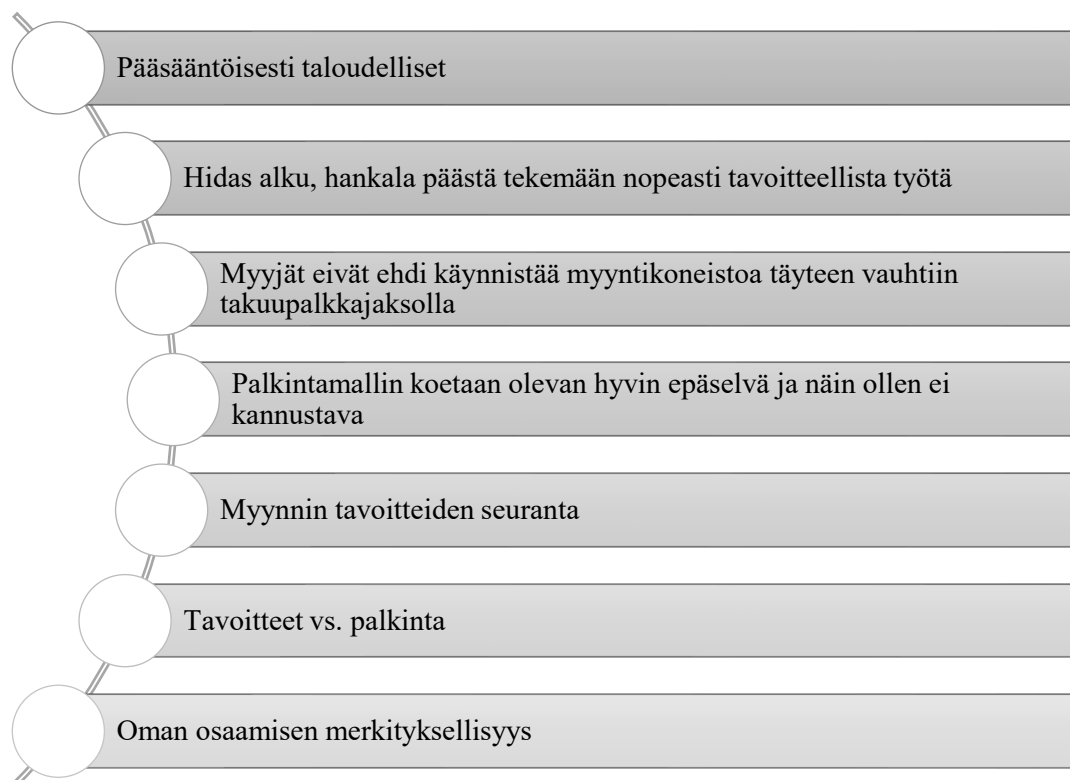 Pääsääntöisesti taloudelliset
Hidas alku, hankala päästä tekemään nopeasti tavoitteellista työtä
Myyjät eivät ehdi käynnistää myyntikoneistoa täyteen vauhtiin
takuupalkkajaksolla
Palkintamallin koetaan olevan hyvin epäselvä ja näin ollen ei
kannustava
Myynnin tavoitteiden seuranta
Tavoitteet vs. palkinta
Oman osaamisen merkityksellisyys